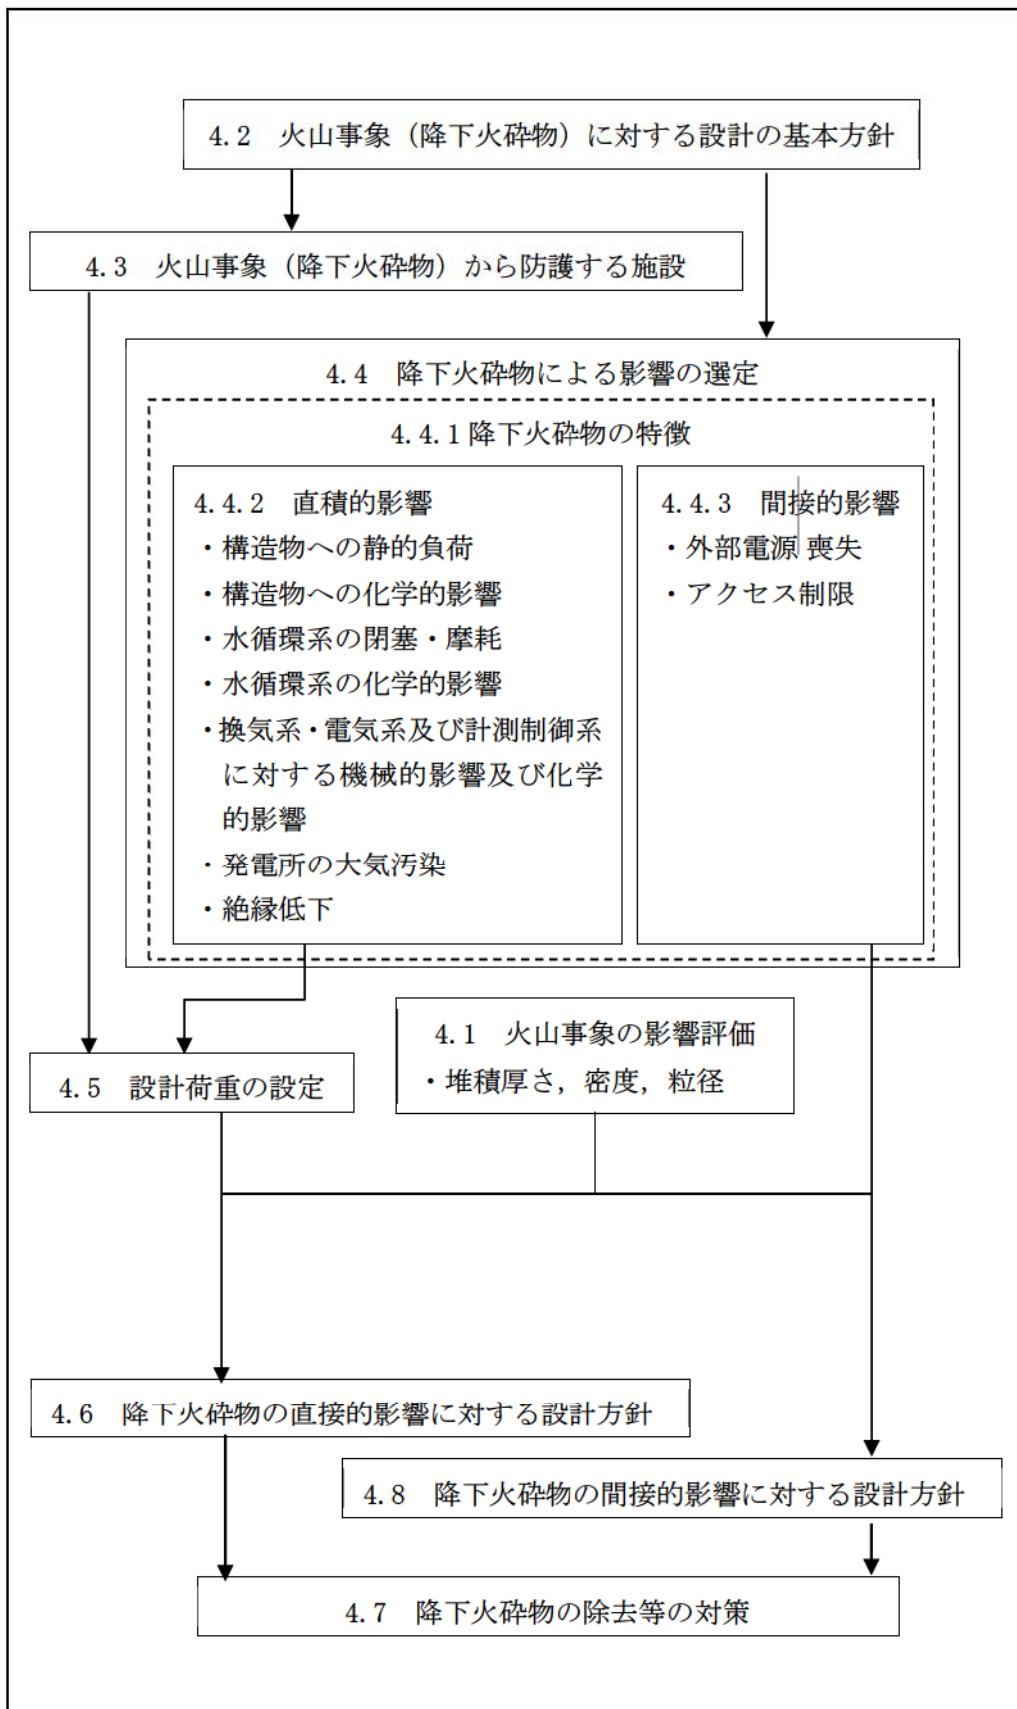 4.2 火山事象（降下火砕物）に対する設計の基本方針
4.3 火山事象（降下火砕物）から防護する施設
4.4 降下火砕物による影響の選定
4.4.1降下火砕物の特徴
4.4.2 直積的影響
・構造物への静的負荷
・構造物への化学的影響
・水循環系の閉塞・摩耗
・水循環系の化学的影響
・換気系・電気系及び計測制御系
に対する機械的影響及び化学
的影響
・発電所の大気汚染
・絶縁低下
4.4.3 間接的影響
・外部電源喪失
・アクセス制限
4.1 火山事象の影響評価
・堆積厚さ，密度，粒径
4.5 設計荷重の設定
4.6 降下火砕物の直接的影響に対する設計方針
4.8 降下火砕物の間接的影響に対する設計方針
4.7 降下火砕物の除去等の対策